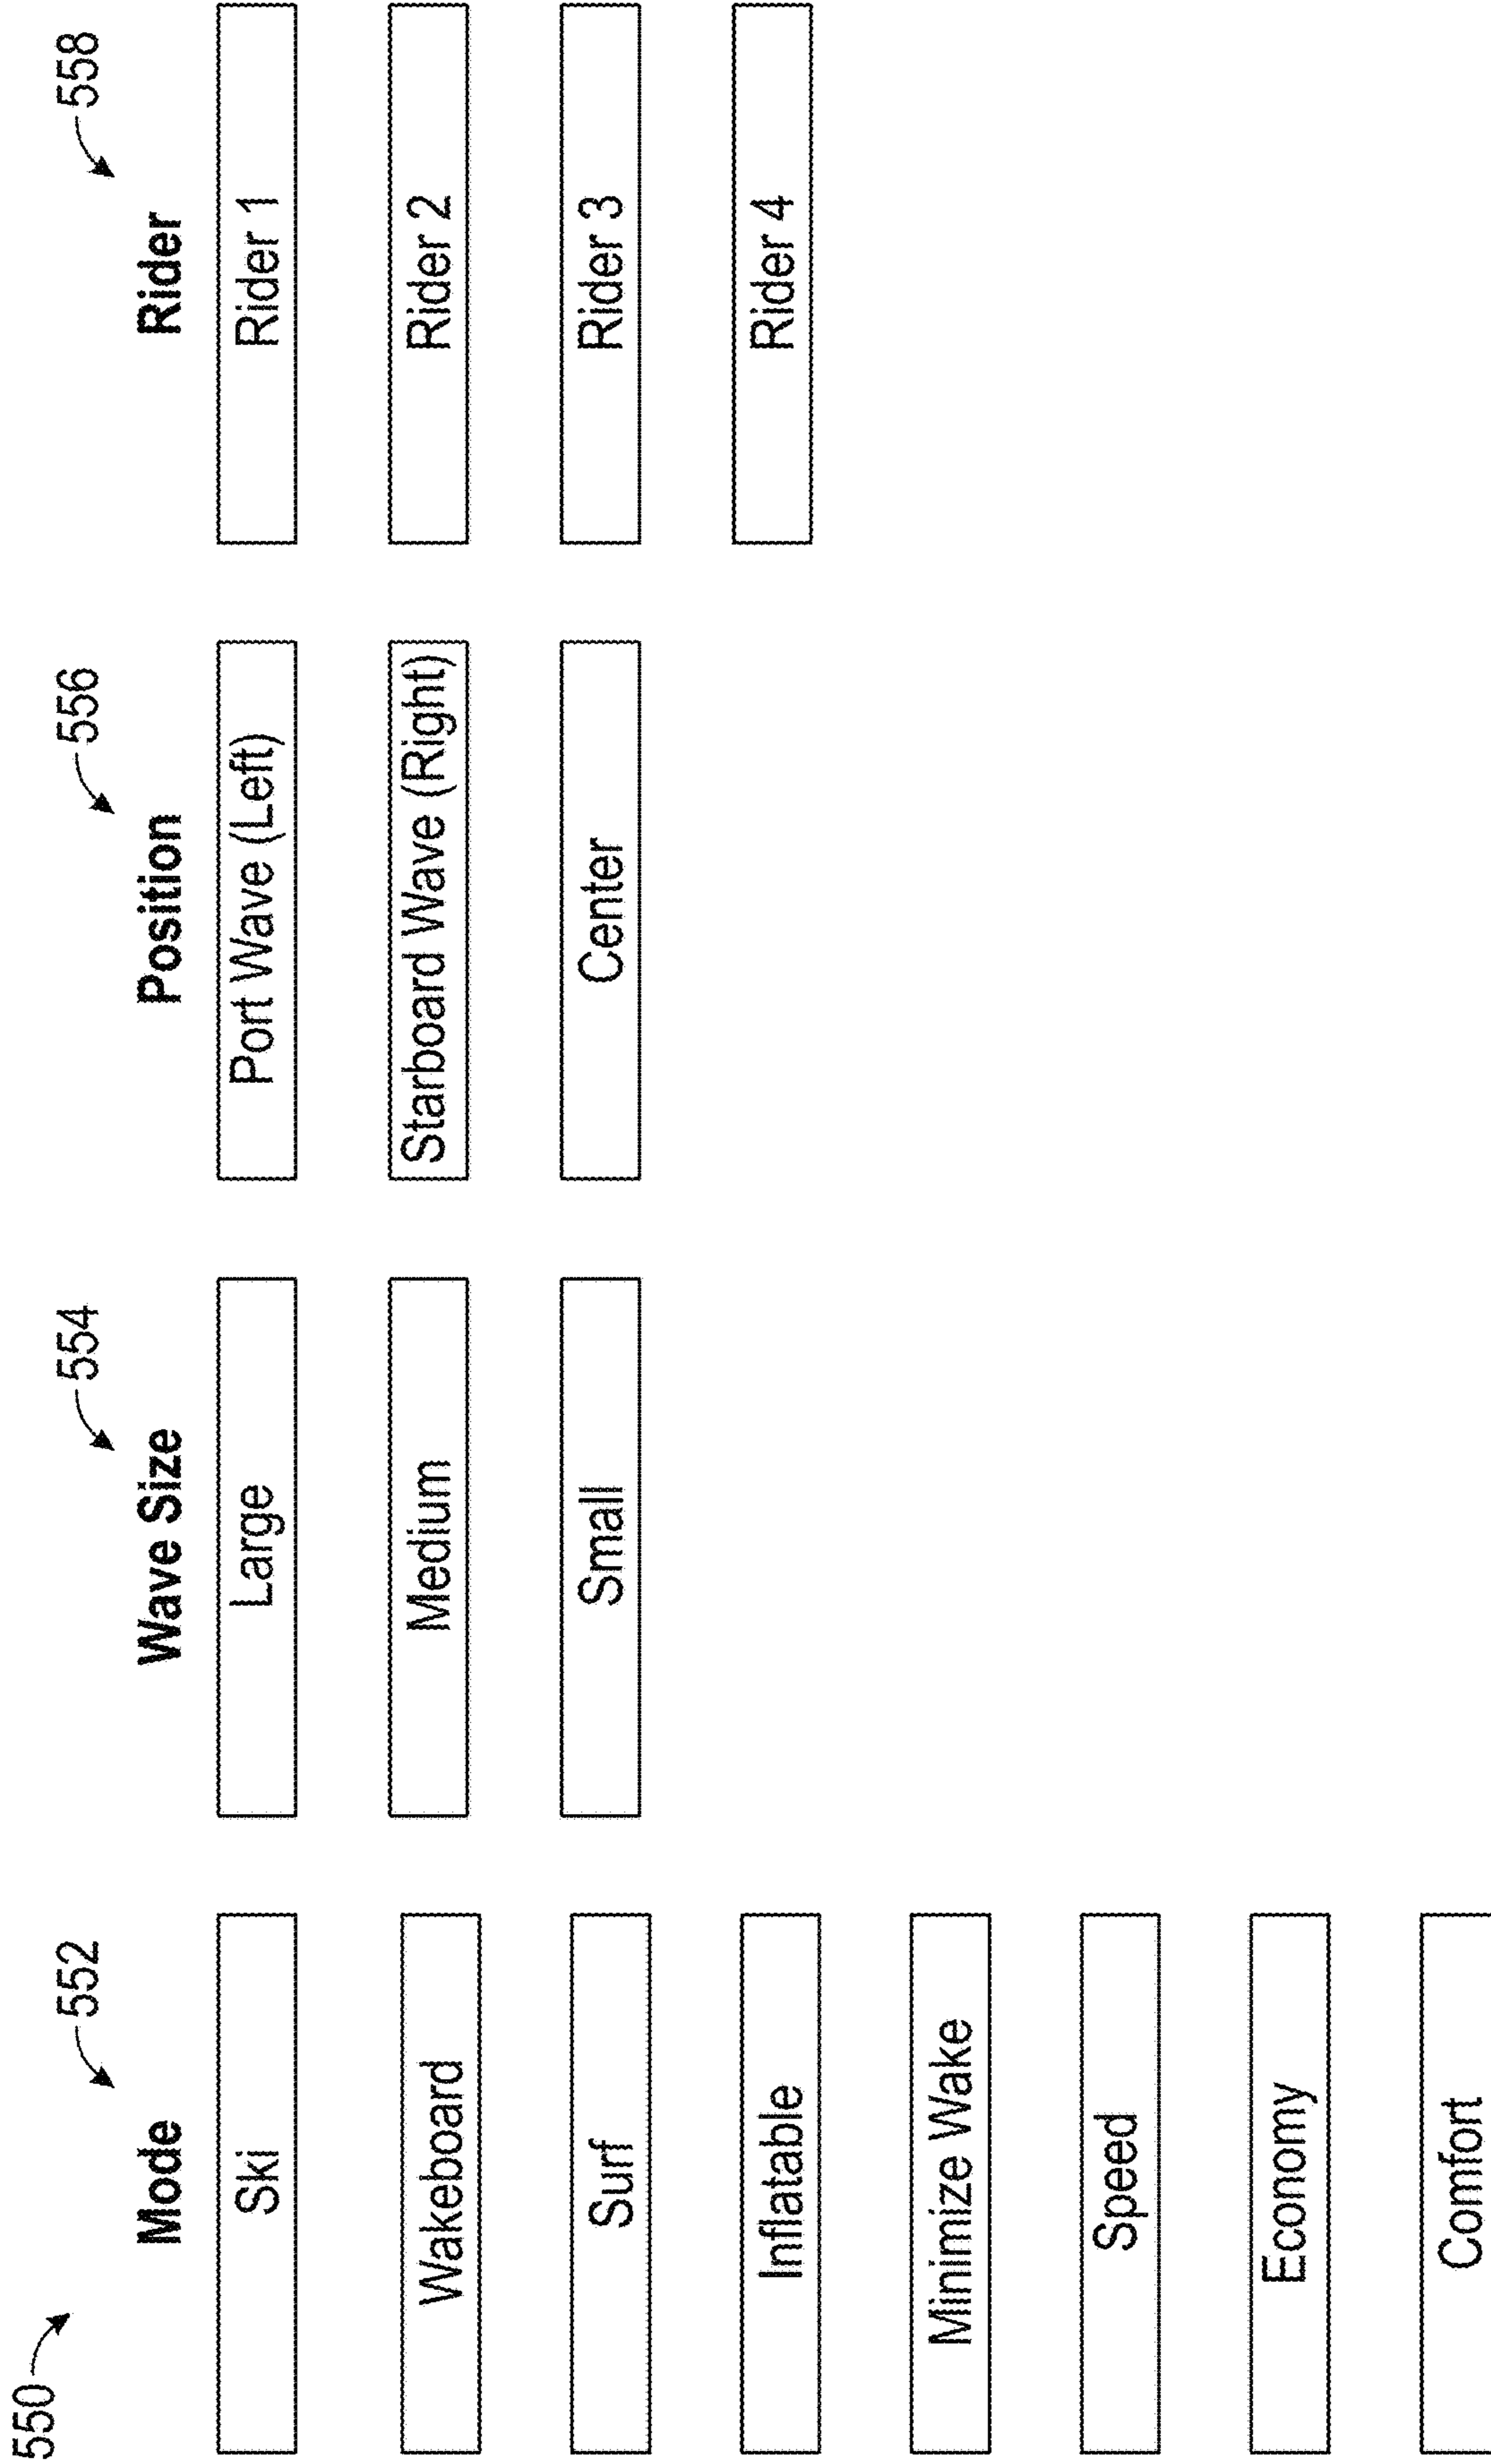 550
552
Mode
Ski
Wakeboard
Surf
Inflatable
Minimize Wake
Speed
Economy
Comfort
554
Wave Size
Large
Medium
Small
556
Position
Port Wave (Left)
Starboard Wave (Right)
Center
558
Rider
Rider 1
Rider 2
Rider 3
Rider 4